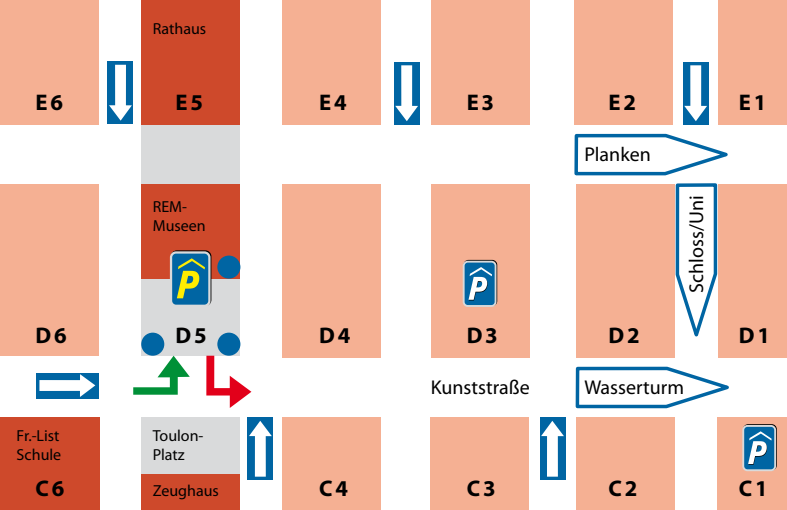 Rathaus
E6
E5
E4
E3
E2
E1
Planken
REM-
Museen
Schloss/Uni
P
P
D6
D5
D4
D3
D2
D1
Kunststraße
Wasserturm
Fr.-List
Schule
Toulon-
Platz
P
C6
Zeughaus
C4
C3
C2
C1